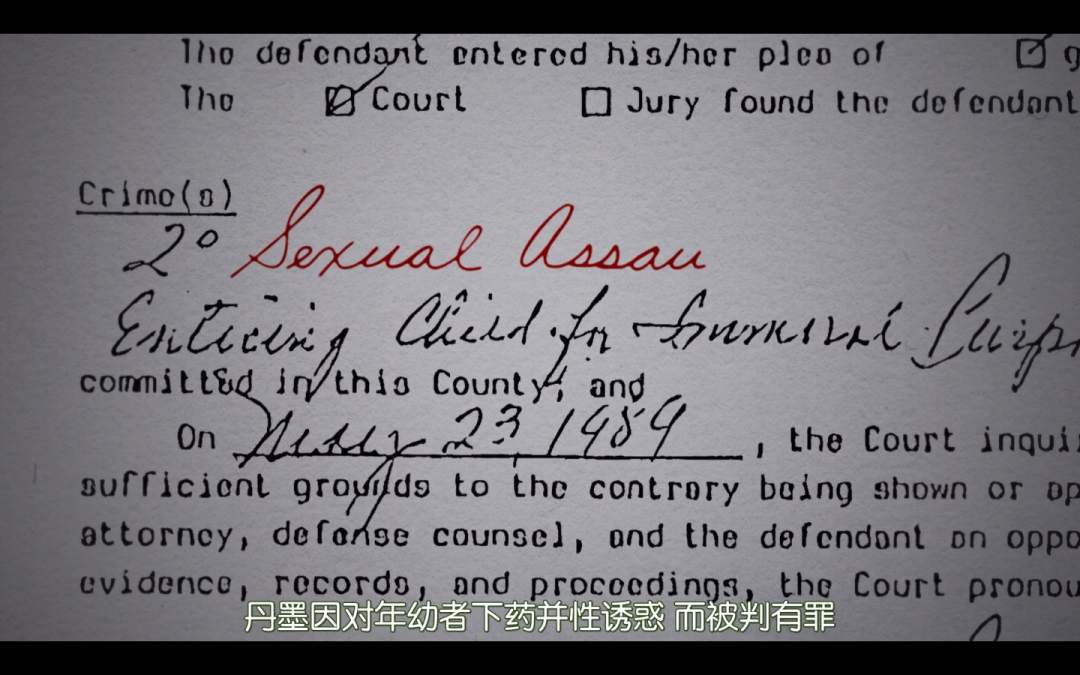 The defendant entered his/her plea of ☑ g
The ☑ Court ☐ Jury found the defendant
Crime(s)
2° Sexual Assau
Enticing Child for Immoral Purp
committed in this County; and
On 23, 1989, the Court inqui
sufficient grounds to the contrary being shown or ap
attorney, defense counsel, and the defendant an oppo
evidence, records, and proceedings, the Court pronou
丹墨因对年幼者下药并性诱惑 而被判有罪